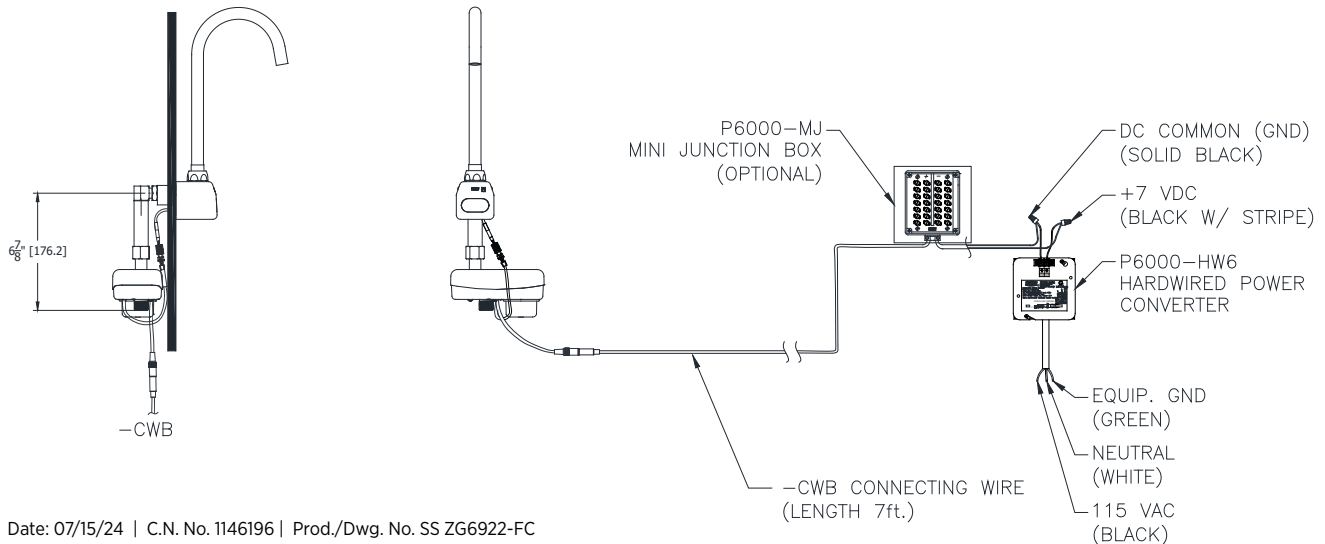 6 7/8" [176.2]
-CWB
P6000-MJ
MINI JUNCTION BOX
(OPTIONAL)
DC COMMON (GND)
(SOLID BLACK)
+7 VDC
(BLACK W/ STRIPE)
P6000-HW6
HARDWIRED POWER
CONVERTER
EQUIP. GND
(GREEN)
NEUTRAL
(WHITE)
115 VAC
(BLACK)
-CWB CONNECTING WIRE
(LENGTH 7ft.)
Date: 07/15/24 | C.N. No. 1146196 | Prod./Dwg. No. SS ZG6922-FC